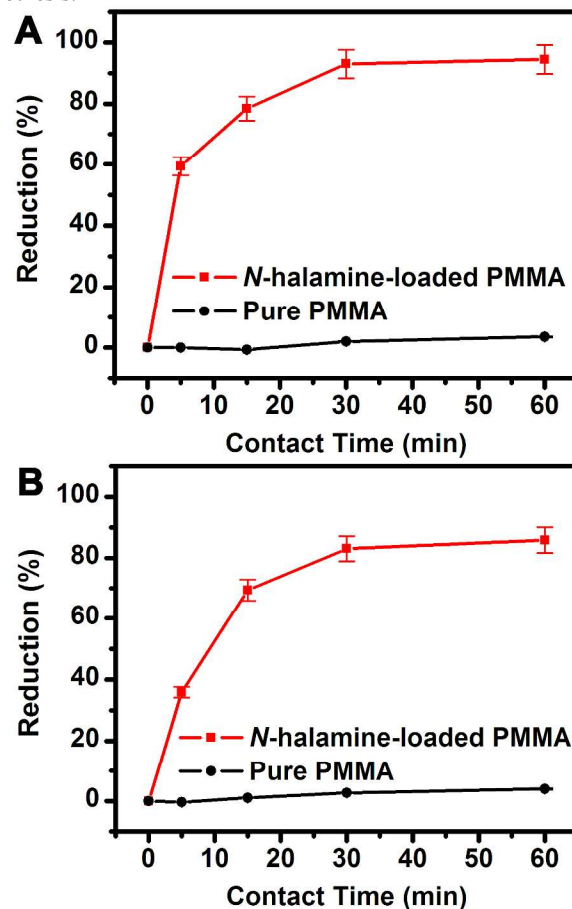 A
100
80
60
40
20
0
Reduction (%)
N-halamine-loaded PMMA
Pure PMMA
0 10 20 30 40 50 60
Contact Time (min)
B
100
80
60
40
20
0
Reduction (%)
N-halamine-loaded PMMA
Pure PMMA
0 10 20 30 40 50 60
Contact Time (min)